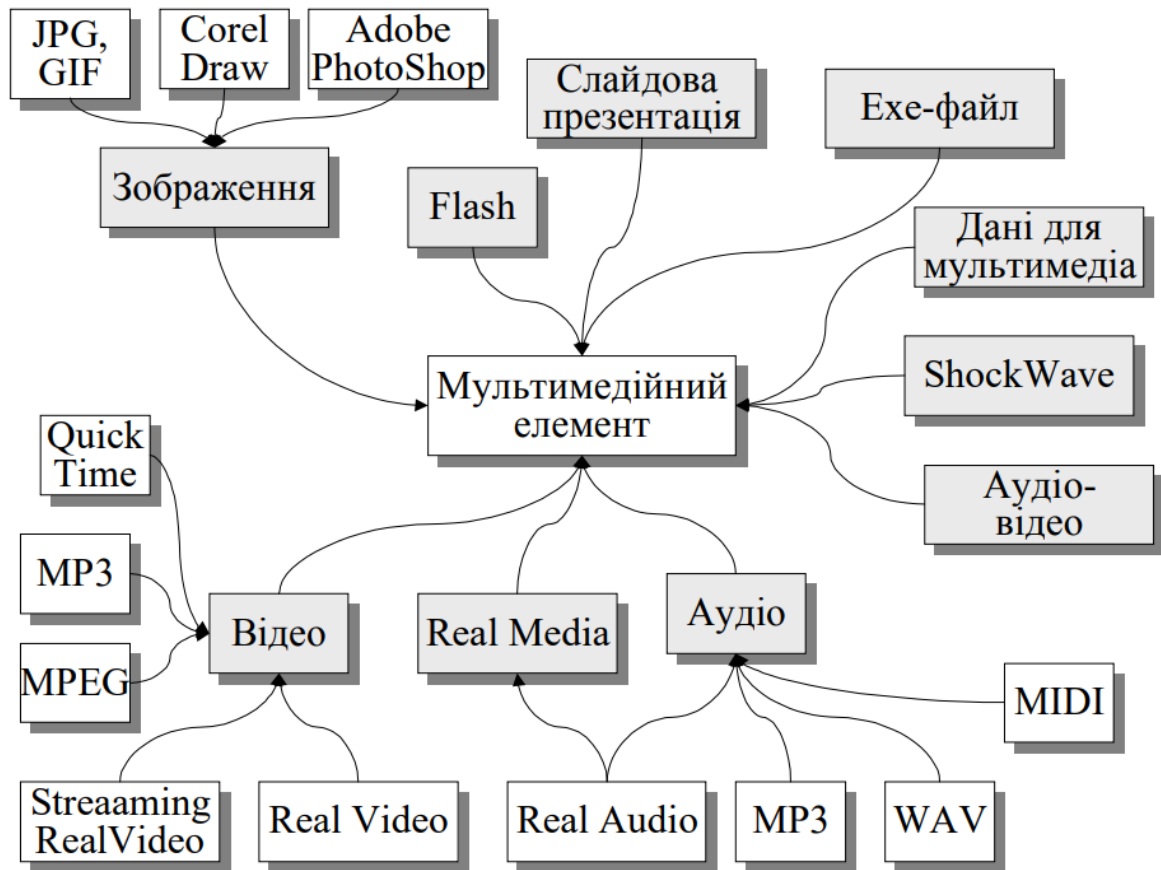 JPG,
GIF
Corel
Draw
Adobe
PhotoShop
Слайдова
презентація
Exe-файл
Зображення
Flash
Дані для
мультимедіа
Мультимедійний
елемент
ShockWave
Quick
Time
Аудіо-
відео
MP3
Відео
Real Media
Аудіо
MPEG
MIDI
Streaaming
RealVideo
Real Video
Real Audio
MP3
WAV